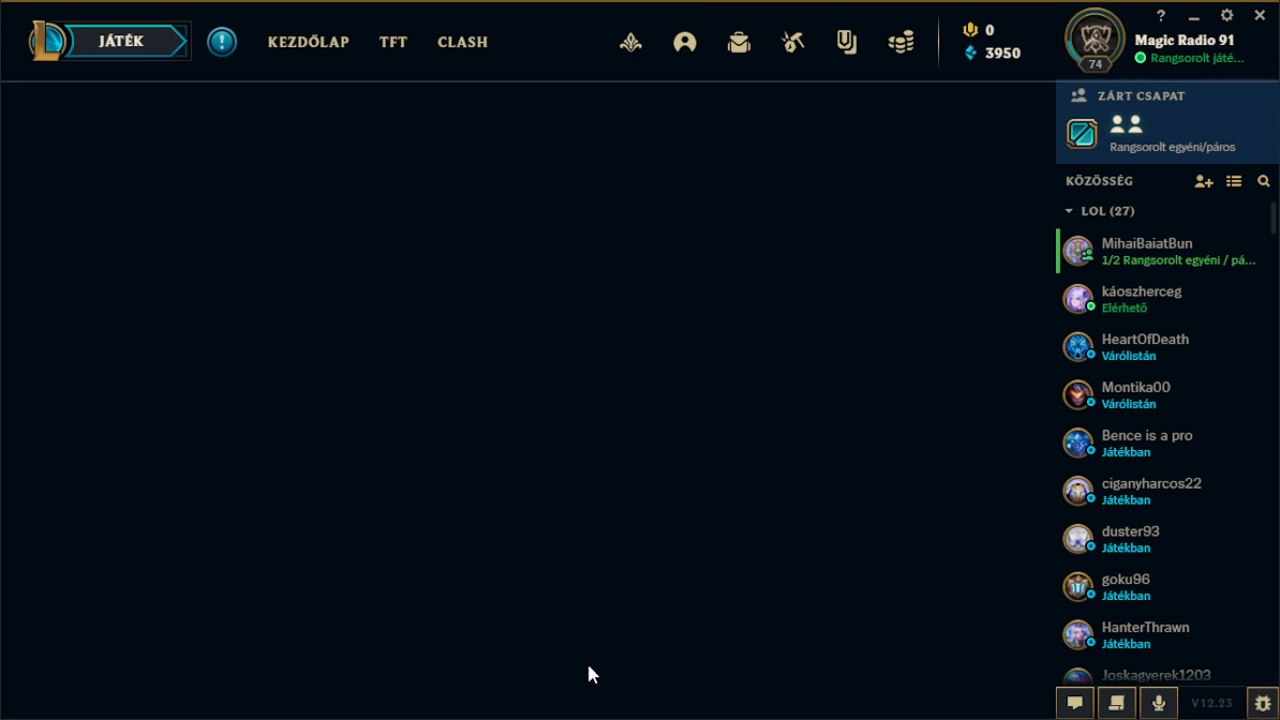 JÁTÉK
KEZDŐLAP
TFT
CLASH
0
3950
74
?
Magic Radio 91
Rangsorolt játé...
ZÁRT CSAPAT
Rangsorolt egyéni/páros
KÖZÖSSÉG
LOL (27)
MihaiBaiatBun
1/2 Rangsorolt egyéni / pá...
káoszherceg
Elérhető
HeartOfDeath
Várólistán
Montika00
Várólistán
Bence is a pro
Játékban
ciganyharcos22
Játékban
duster93
Játékban
goku96
Játékban
HanterThrawn
Játékban
Joskagyerek1203
V12.23